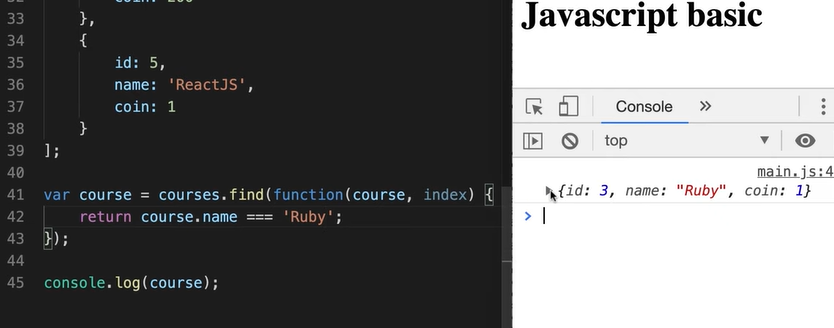 32 coin: 200
33 },
34 {
35 id: 5,
36 name: 'ReactJS',
37 coin: 1
38 }
39 ];
40
41 var course = courses.find(function(course, index) {
42 return course.name === 'Ruby';
43 });
44
45 console.log(course);
Javascript basic
Console »
top
main.js:4
{id: 3, name: "Ruby", coin: 1}
>